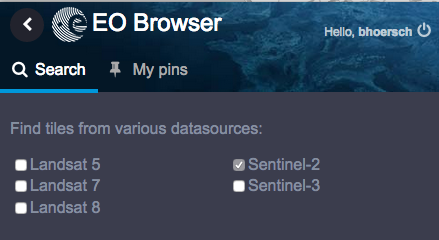 EO Browser
Hello, bhoersch
Search
My pins
Find tiles from various datasources:
Landsat 5
Sentinel-2
Landsat 7
Sentinel-3
Landsat 8